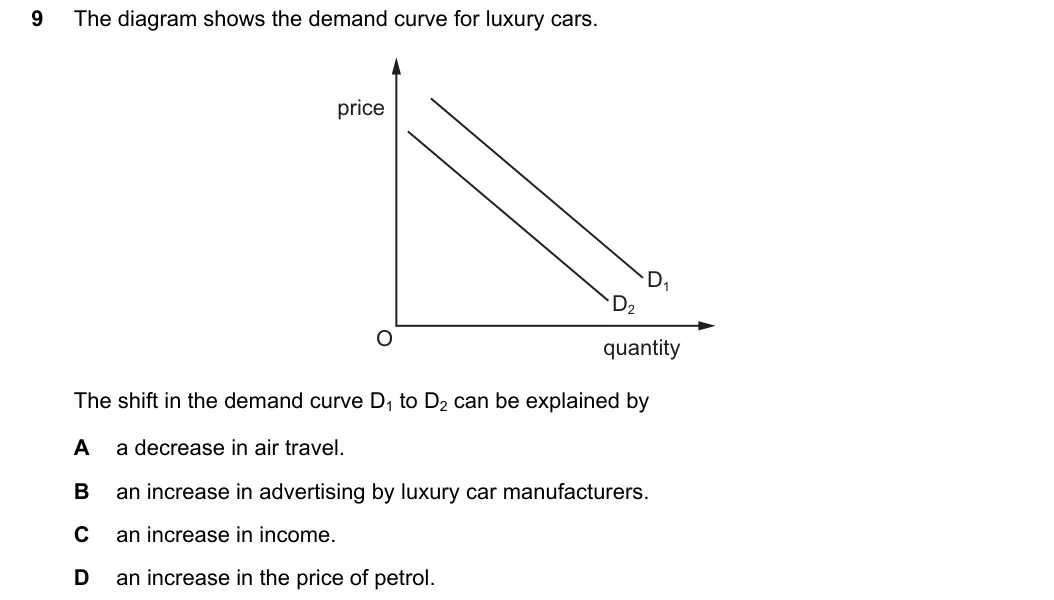 9 The diagram shows the demand curve for luxury cars.
price
D₁
D₂
O
quantity
The shift in the demand curve D₁ to D₂ can be explained by
A a decrease in air travel.
B an increase in advertising by luxury car manufacturers.
C an increase in income.
D an increase in the price of petrol.